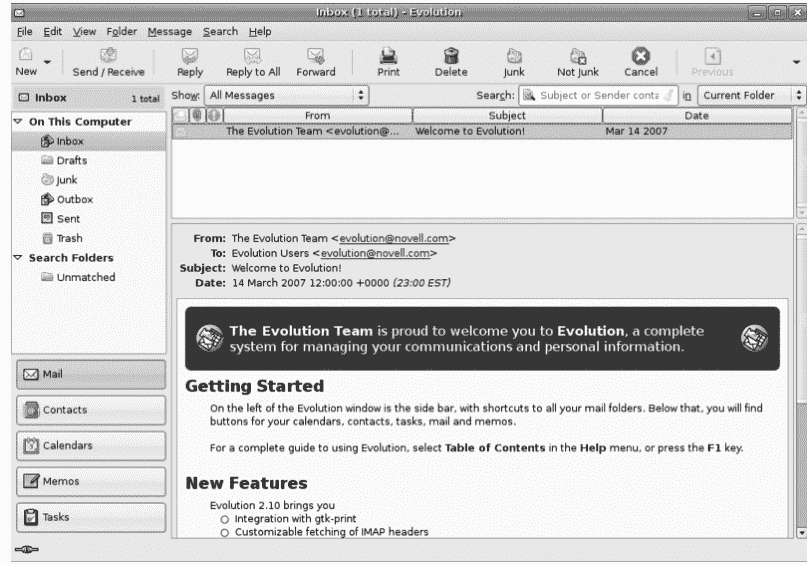 Inbox (1 total) - Evolution
File Edit View Folder Message Search Help
New Send / Receive Reply Reply to All Forward Print Delete Junk Not Junk Cancel Previous
Inbox 1 total
Show: All Messages Search: Subject or Sender conta in Current Folder
On This Computer
Inbox
Drafts
Junk
Outbox
Sent
Trash
Search Folders
Unmatched
Mail
Contacts
Calendars
Memos
Tasks
From Subject Date
The Evolution Team <evolution@... Welcome to Evolution! Mar 14 2007
From: The Evolution Team <evolution@novell.com>
To: Evolution Users <evolution@novell.com>
Subject: Welcome to Evolution!
Date: 14 March 2007 12:00:00 +0000 (23:00 EST)
The Evolution Team is proud to welcome you to Evolution, a complete
system for managing your communications and personal information.
Getting Started
On the left of the Evolution window is the side bar, with shortcuts to all your mail folders. Below that, you will find
buttons for your calendars, contacts, tasks, mail and memos.
For a complete guide to using Evolution, select Table of Contents in the Help menu, or press the F1 key.
New Features
Evolution 2.10 brings you
Integration with gtk-print
Customizable fetching of IMAP headers